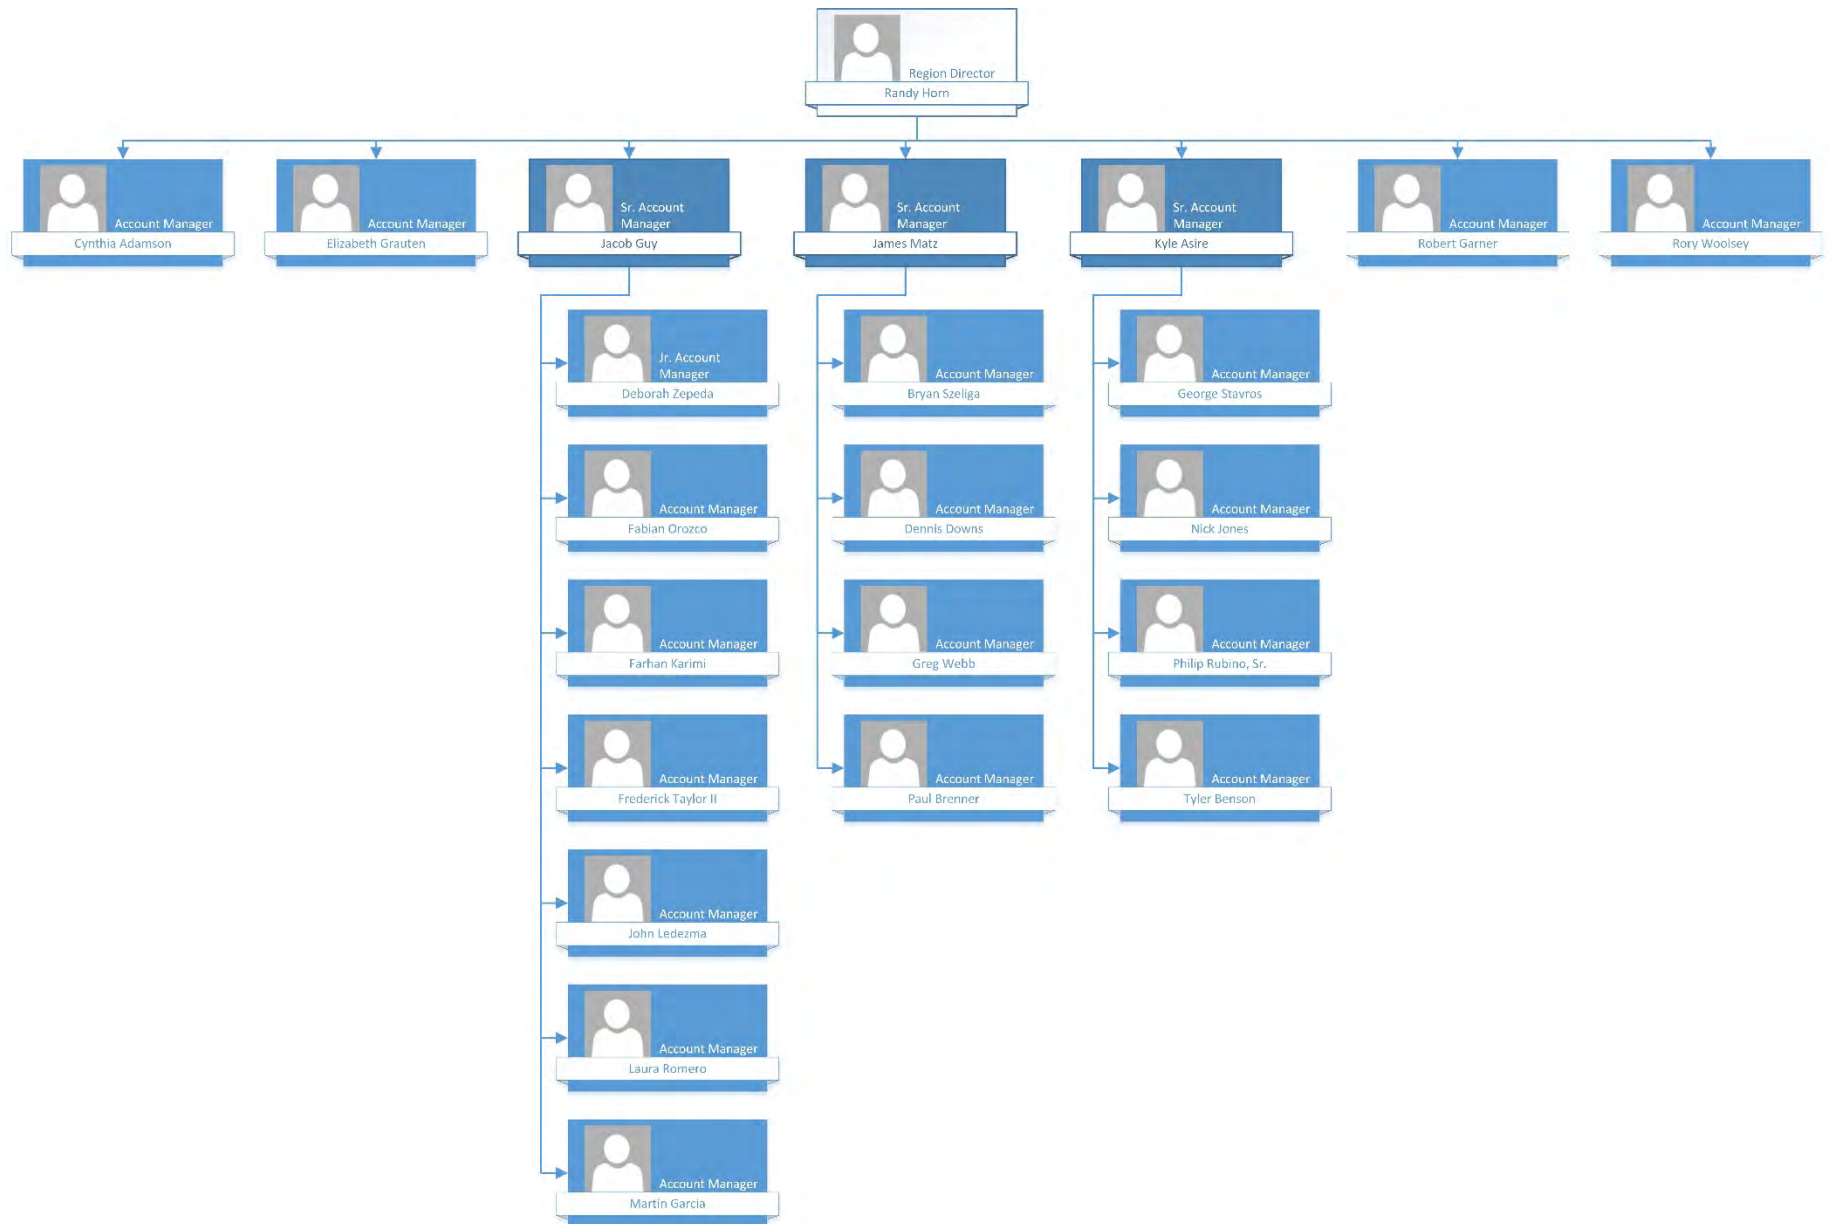 Region Director
Randy Horn
Account Manager
Cynthia Adamson
Account Manager
Elizabeth Grauten
Sr. Account
Manager
Jacob Guy
Sr. Account
Manager
James Matz
Sr. Account
Manager
Kyle Asire
Account Manager
Robert Garner
Account Manager
Rory Woolsey
Jr. Account
Manager
Deborah Zepeda
Account Manager
Fabian Orozco
Account Manager
Farhan Karimi
Account Manager
Frederick Taylor II
Account Manager
John Ledezma
Account Manager
Laura Romero
Account Manager
Martin Garcia
Account Manager
Bryan Szeliga
Account Manager
Dennis Downs
Account Manager
Greg Webb
Account Manager
Paul Brenner
Account Manager
George Stavros
Account Manager
Nick Jones
Account Manager
Philip Rubino, Sr.
Account Manager
Tyler Benson